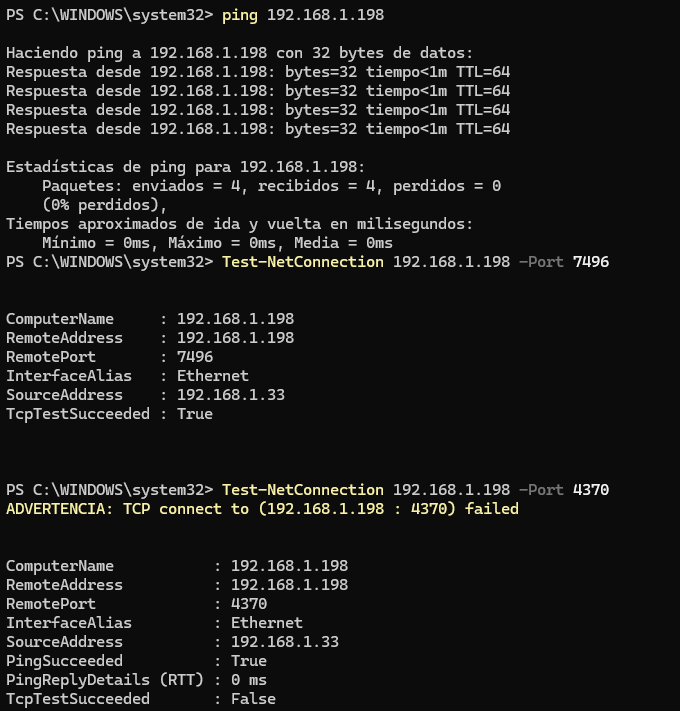 PS C:\WINDOWS\system32> ping 192.168.1.198
Haciendo ping a 192.168.1.198 con 32 bytes de datos:
Respuesta desde 192.168.1.198: bytes=32 tiempo<1m TTL=64
Respuesta desde 192.168.1.198: bytes=32 tiempo<1m TTL=64
Respuesta desde 192.168.1.198: bytes=32 tiempo<1m TTL=64
Respuesta desde 192.168.1.198: bytes=32 tiempo<1m TTL=64
Estadísticas de ping para 192.168.1.198:
    Paquetes: enviados = 4, recibidos = 4, perdidos = 0
    (0% perdidos),
Tiempos aproximados de ida y vuelta en milisegundos:
    Mínimo = 0ms, Máximo = 0ms, Media = 0ms
PS C:\WINDOWS\system32> Test-NetConnection 192.168.1.198 -Port 7496
ComputerName     : 192.168.1.198
RemoteAddress    : 192.168.1.198
RemotePort       : 7496
InterfaceAlias   : Ethernet
SourceAddress    : 192.168.1.33
TcpTestSucceeded : True
PS C:\WINDOWS\system32> Test-NetConnection 192.168.1.198 -Port 4370
ADVERTENCIA: TCP connect to (192.168.1.198 : 4370) failed
ComputerName           : 192.168.1.198
RemoteAddress          : 192.168.1.198
RemotePort             : 4370
InterfaceAlias         : Ethernet
SourceAddress          : 192.168.1.33
PingSucceeded          : True
PingReplyDetails (RTT) : 0 ms
TcpTestSucceeded       : False